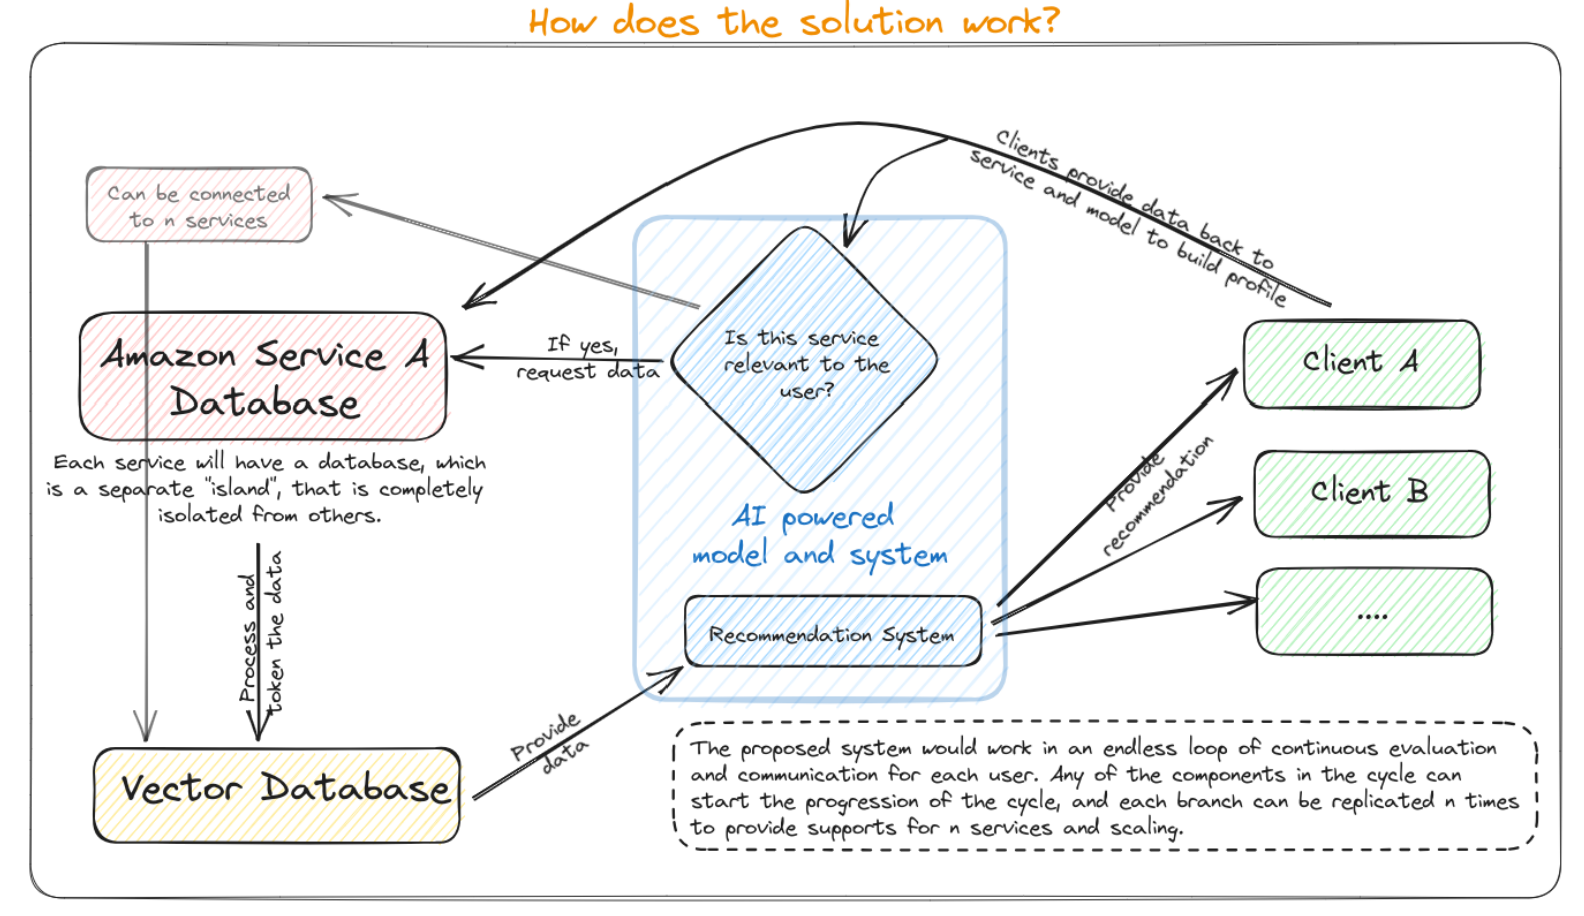 How does the solution work?
Clients provide data back to
service and model to build profile
Can be connected
to n services
Amazon Service A
Database
If yes,
request data
Is this service
relevant to the
user?
Client A
Each service will have a database, which
is a separate "island", that is completely
isolated from others.
Provide
recommendation
Client B
AI powered
model and system
Process and
token the data
Recommendation System
....
Provide
data
Vector Database
The proposed system would work in an endless loop of continuous evaluation
and communication for each user. Any of the components in the cycle can
start the progression of the cycle, and each branch can be replicated n times
to provide supports for n services and scaling.